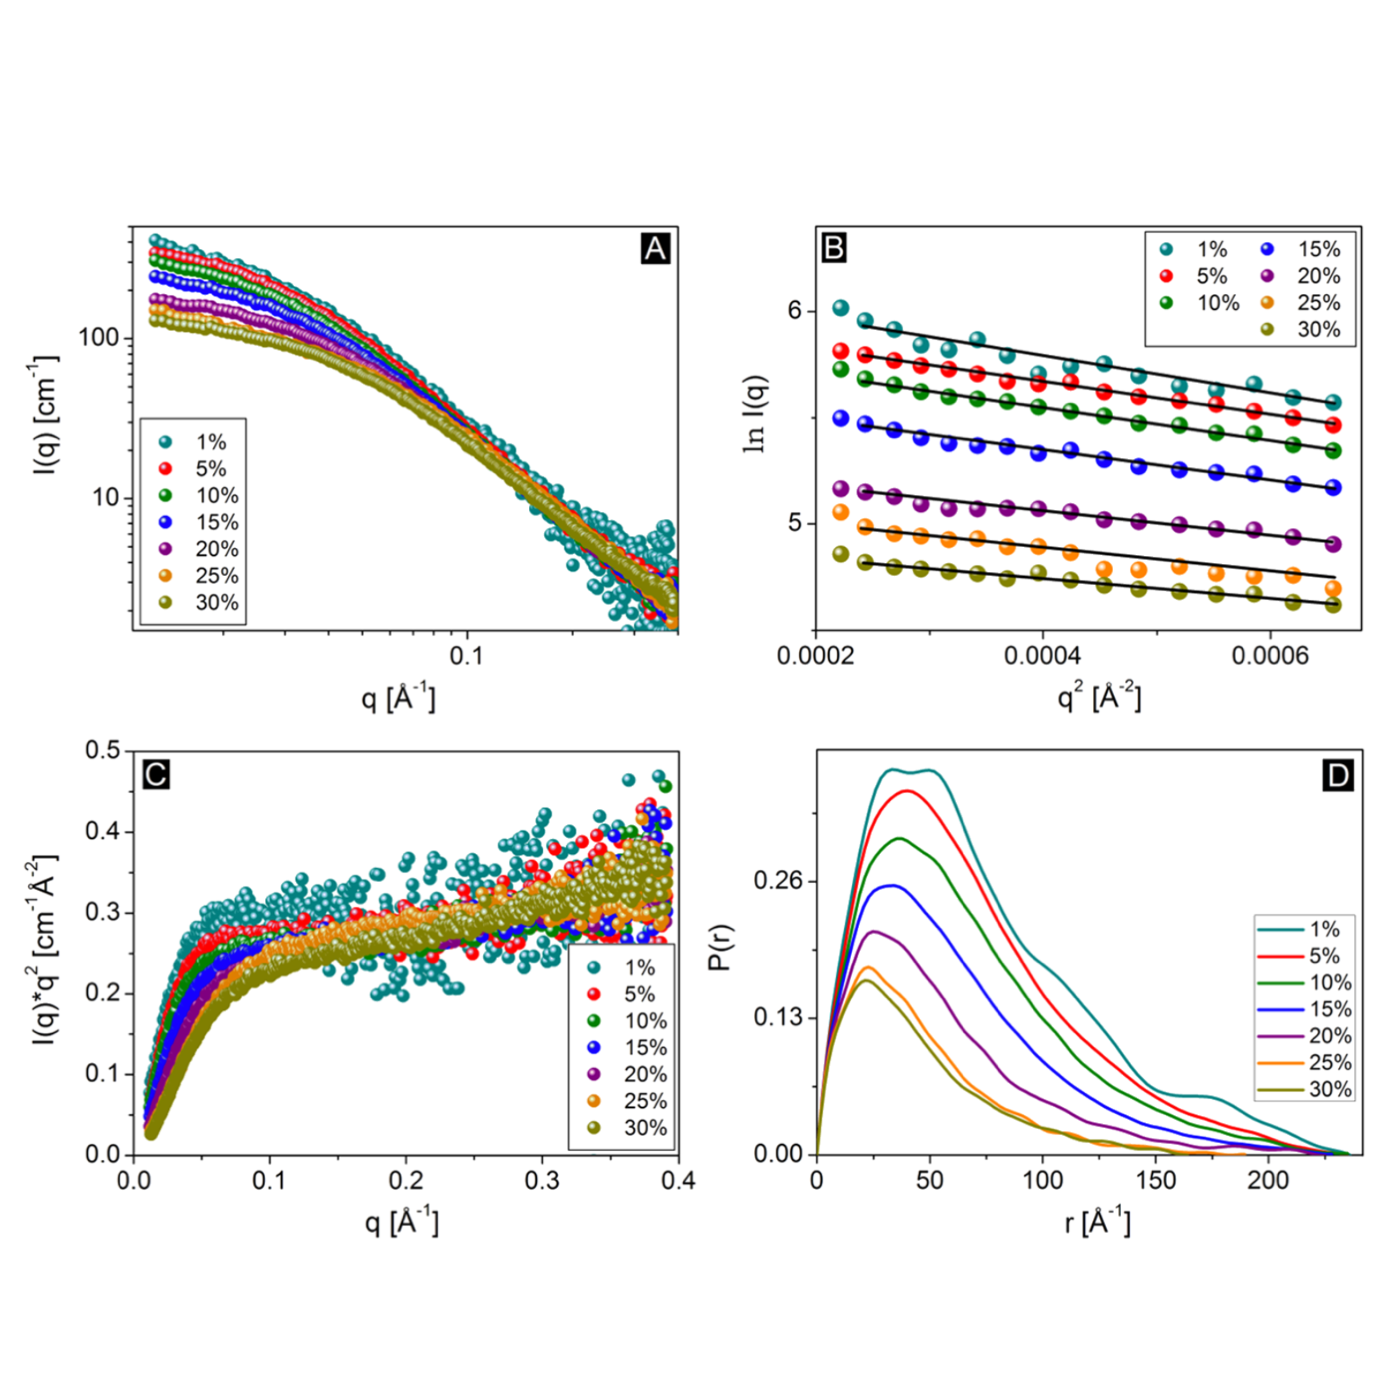 A
I(q) [cm⁻¹]
100
10
1%
5%
10%
15%
20%
25%
30%
0.1
q [Å⁻¹]
B
ln I(q)
6
5
1% 15%
5% 20%
10% 25%
30%
0.0002 0.0004 0.0006
q² [Å⁻²]
C
I(q)*q² [cm⁻¹Å⁻²]
0.5
0.4
0.3
0.2
0.1
0.0
1%
5%
10%
15%
20%
25%
30%
0.0 0.1 0.2 0.3 0.4
q [Å⁻¹]
D
P(r)
0.26
0.13
0.00
1%
5%
10%
15%
20%
25%
30%
0 50 100 150 200
r [Å⁻¹]